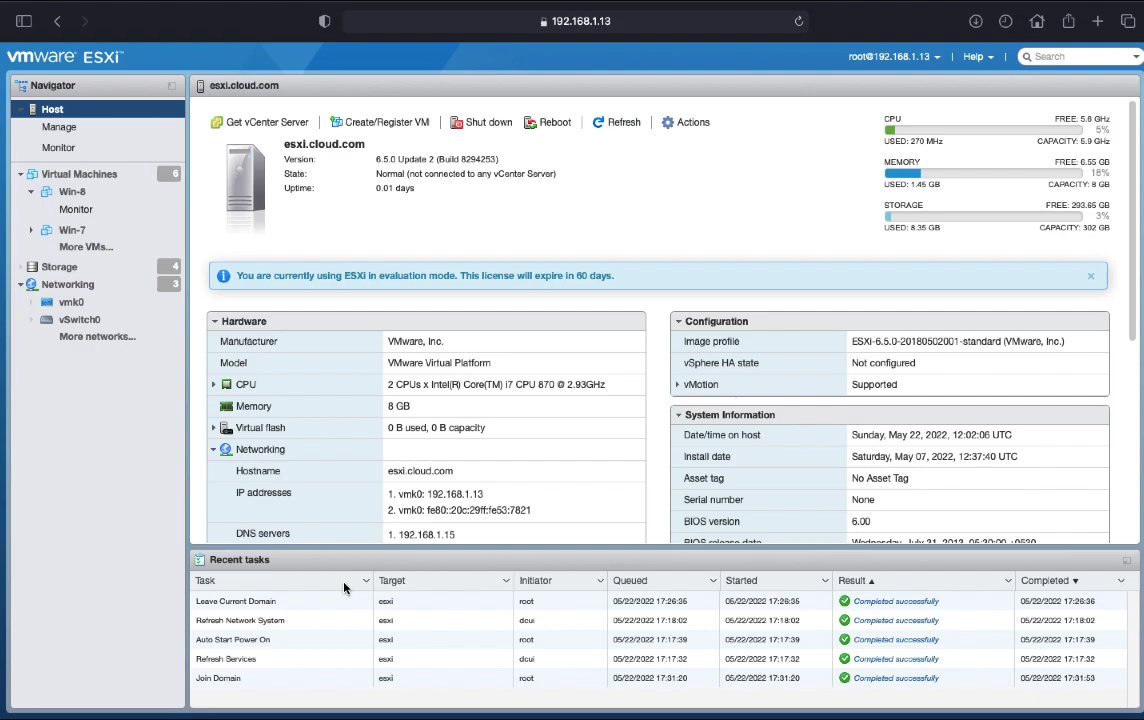 192.168.1.13
vmware ESXi™
root@192.168.1.13 | Help | Search
Navigator
Host
Manage
Monitor
Virtual Machines 6
Win-8
Monitor
Win-7
More VMs...
Storage 4
Networking 3
vmk0
vSwitch0
More networks...
esxi.cloud.com
Get vCenter Server | Create/Register VM | Shut down Reboot | Refresh | Actions
esxi.cloud.com
Version: 6.5.0 Update 2 (Build 8294253)
State: Normal (not connected to any vCenter Server)
Uptime: 0.01 days
CPU FREE: 5.6 GHz
5%
USED: 270 MHz CAPACITY: 5.9 GHz
MEMORY FREE: 6.55 GB
18%
USED: 1.45 GB CAPACITY: 8 GB
STORAGE FREE: 293.65 GB
3%
USED: 8.35 GB CAPACITY: 302 GB
You are currently using ESXi in evaluation mode. This license will expire in 60 days.
Hardware
Manufacturer VMware, Inc.
Model VMware Virtual Platform
CPU 2 CPUs x Intel(R) Core(TM) i7 CPU 870 @ 2.93GHz
Memory 8 GB
Virtual flash 0 B used, 0 B capacity
Networking
Hostname esxi.cloud.com
IP addresses 1. vmk0: 192.168.1.13
2. vmk0: fe80::20c:29ff:fe53:7821
DNS servers 1. 192.168.1.15
Configuration
Image profile ESXi-6.5.0-20180502001-standard (VMware, Inc.)
vSphere HA state Not configured
vMotion Supported
System Information
Date/time on host Sunday, May 22, 2022, 12:02:06 UTC
Install date Saturday, May 07, 2022, 12:37:40 UTC
Asset tag No Asset Tag
Serial number None
BIOS version 6.00
BIOS release date Wednesday, July 31, 2013, 05:30:00 +0530
Recent tasks
Task Target Initiator Queued Started Result Completed
Leave Current Domain esxi root 05/22/2022 17:26:35 05/22/2022 17:26:35 Completed successfully 05/22/2022 17:26:36
Refresh Network System esxi dcui 05/22/2022 17:18:02 05/22/2022 17:18:02 Completed successfully 05/22/2022 17:18:02
Auto Start Power On esxi root 05/22/2022 17:17:39 05/22/2022 17:17:39 Completed successfully 05/22/2022 17:17:39
Refresh Services esxi dcui 05/22/2022 17:17:32 05/22/2022 17:17:32 Completed successfully 05/22/2022 17:17:32
Join Domain esxi root 05/22/2022 17:31:20 05/22/2022 17:31:20 Completed successfully 05/22/2022 17:31:53